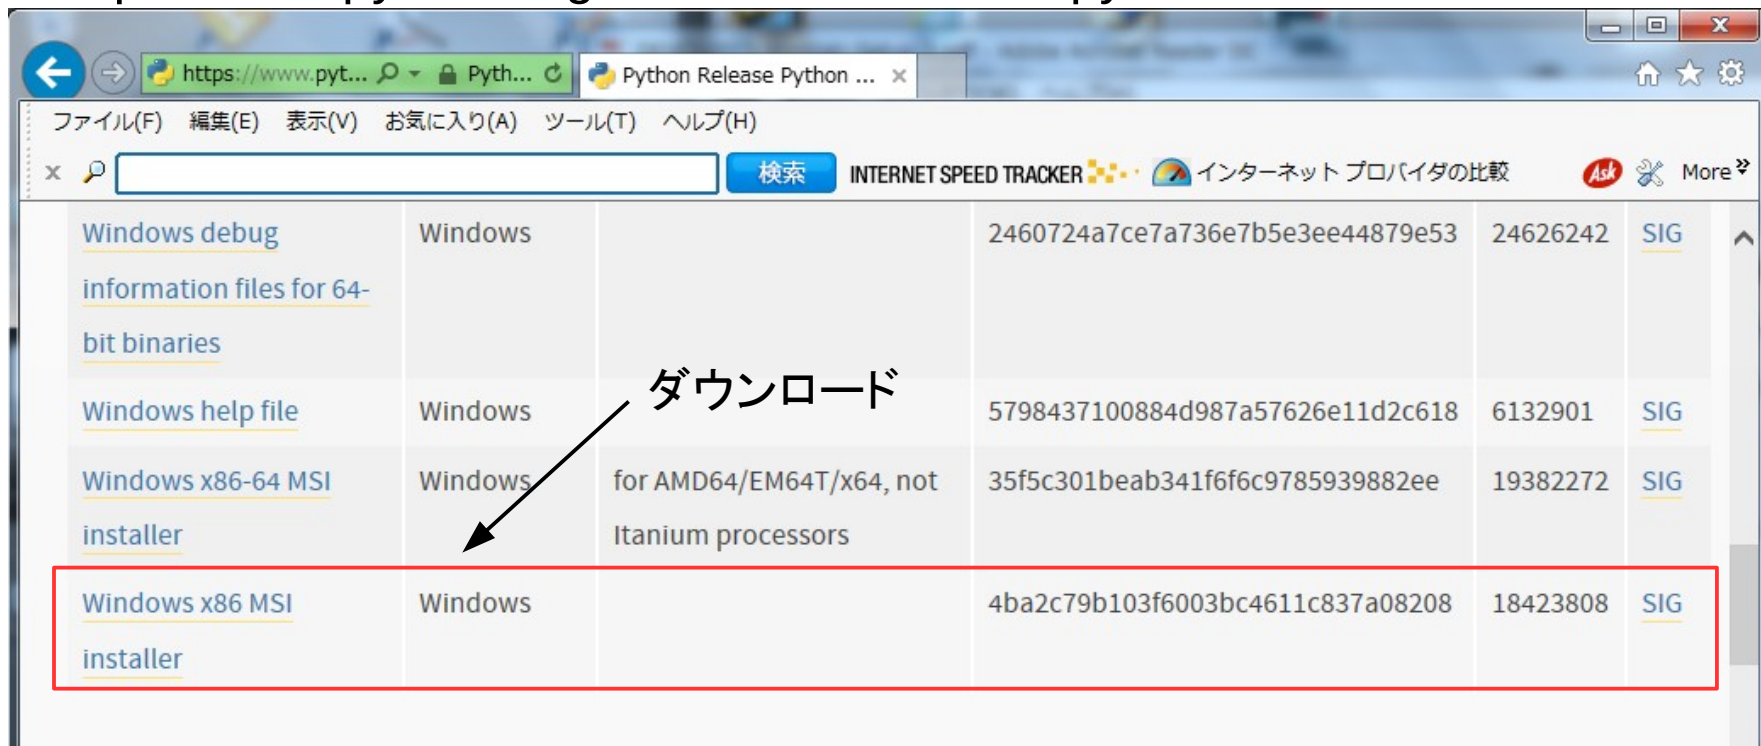 https://www.pyt... Pyth... Python Release Python ...
ファイル(F) 編集(E) 表示(V) お気に入り(A) ツール(T) ヘルプ(H)
検索 INTERNET SPEED TRACKER インターネット プロバイダの比較 Ask More
Windows debug Windows 2460724a7ce7a736e7b5e3ee44879e53 24626242 SIG
information files for 64-
bit binaries
ダウンロード
Windows help file Windows 5798437100884d987a57626e11d2c618 6132901 SIG
Windows x86-64 MSI Windows for AMD64/EM64T/x64, not 35f5c301beab341f6f6c9785939882ee 19382272 SIG
installer Itanium processors
Windows x86 MSI Windows 4ba2c79b103f6003bc4611c837a08208 18423808 SIG
installer